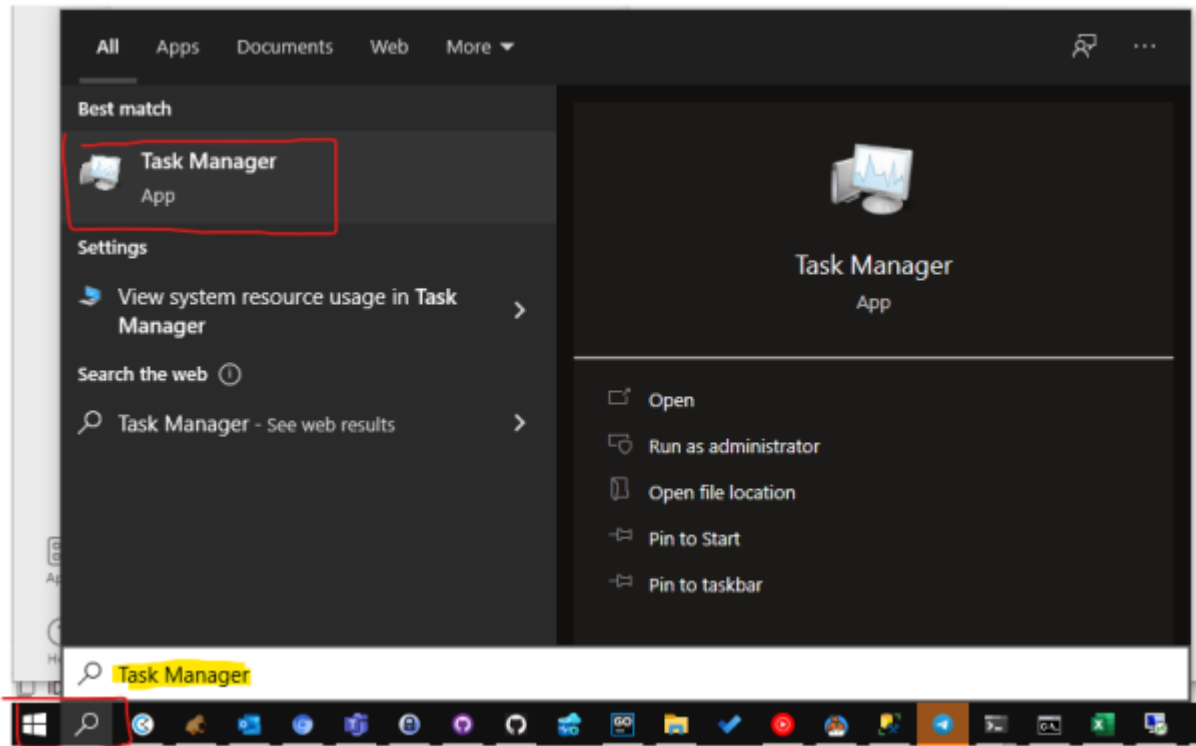 All Apps Documents Web More
Best match
Task Manager
App
Settings
View system resource usage in Task
Manager
Search the web
Task Manager - See web results
Task Manager
App
Open
Run as administrator
Open file location
Pin to Start
Pin to taskbar
Task Manager
GO